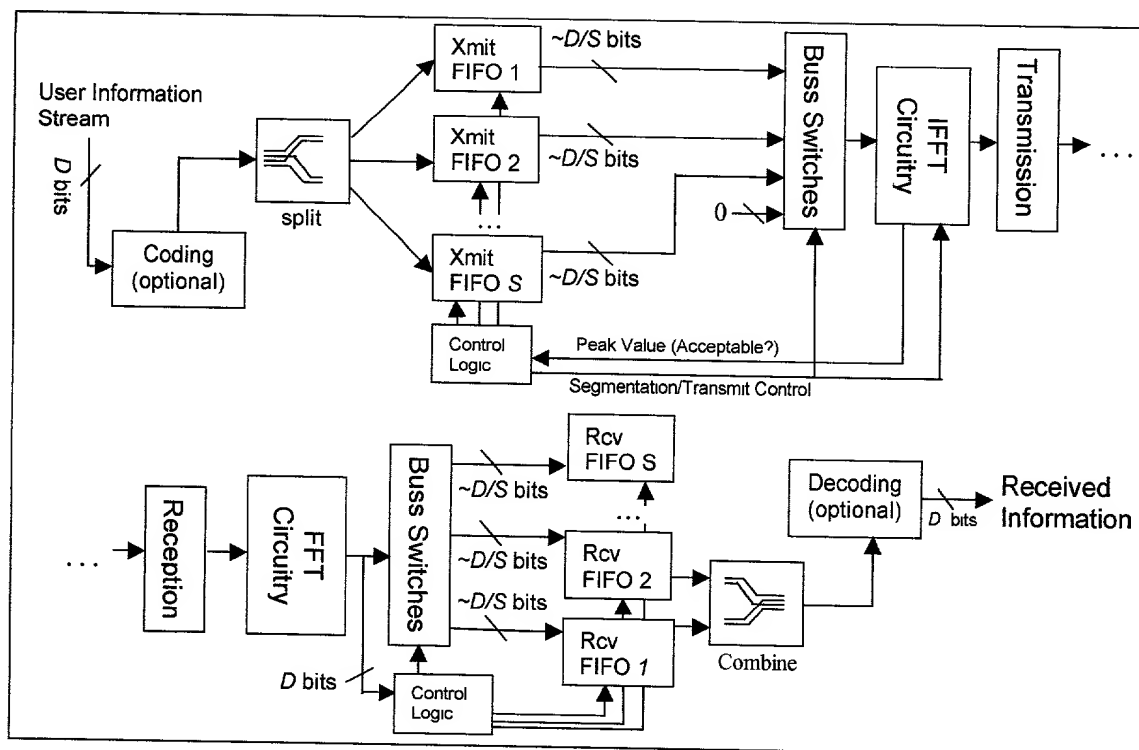 User Information
Stream
D bits
Coding
(optional)
split
Xmit
FIFO 1
~D/S bits
Xmit
FIFO 2
~D/S bits
...
Xmit
FIFO S
~D/S bits
0
Control
Logic
Buss Switches
IFFT
Circuitry
Transmission
...
Peak Value (Acceptable?)
Segmentation/Transmit Control
...
Reception
FFT
Circuitry
D bits
Buss Switches
Control
Logic
~D/S bits
~D/S bits
~D/S bits
Rcv
FIFO S
...
Rcv
FIFO 2
Rcv
FIFO 1
Combine
Decoding
(optional)
D bits
Received
Information